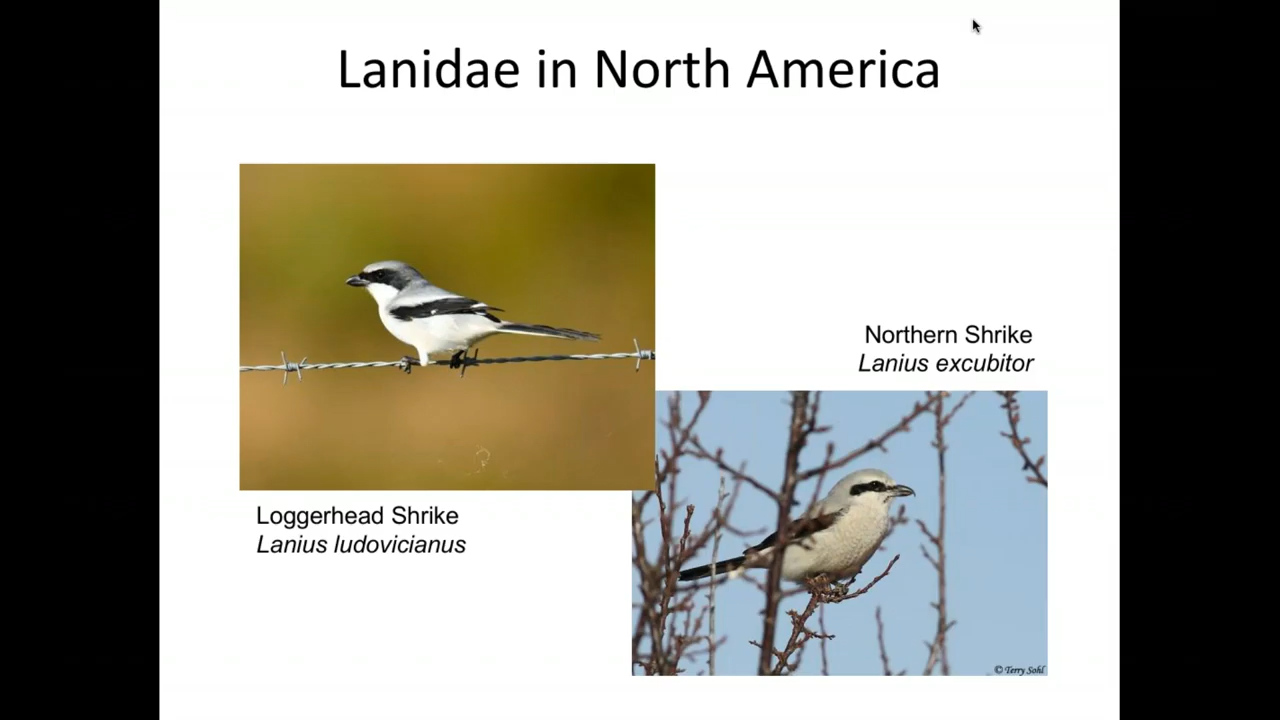 Lanidae in North America
Northern Shrike
Lanius excubitor
Loggerhead Shrike
Lanius ludovicianus
© Terry Sohl